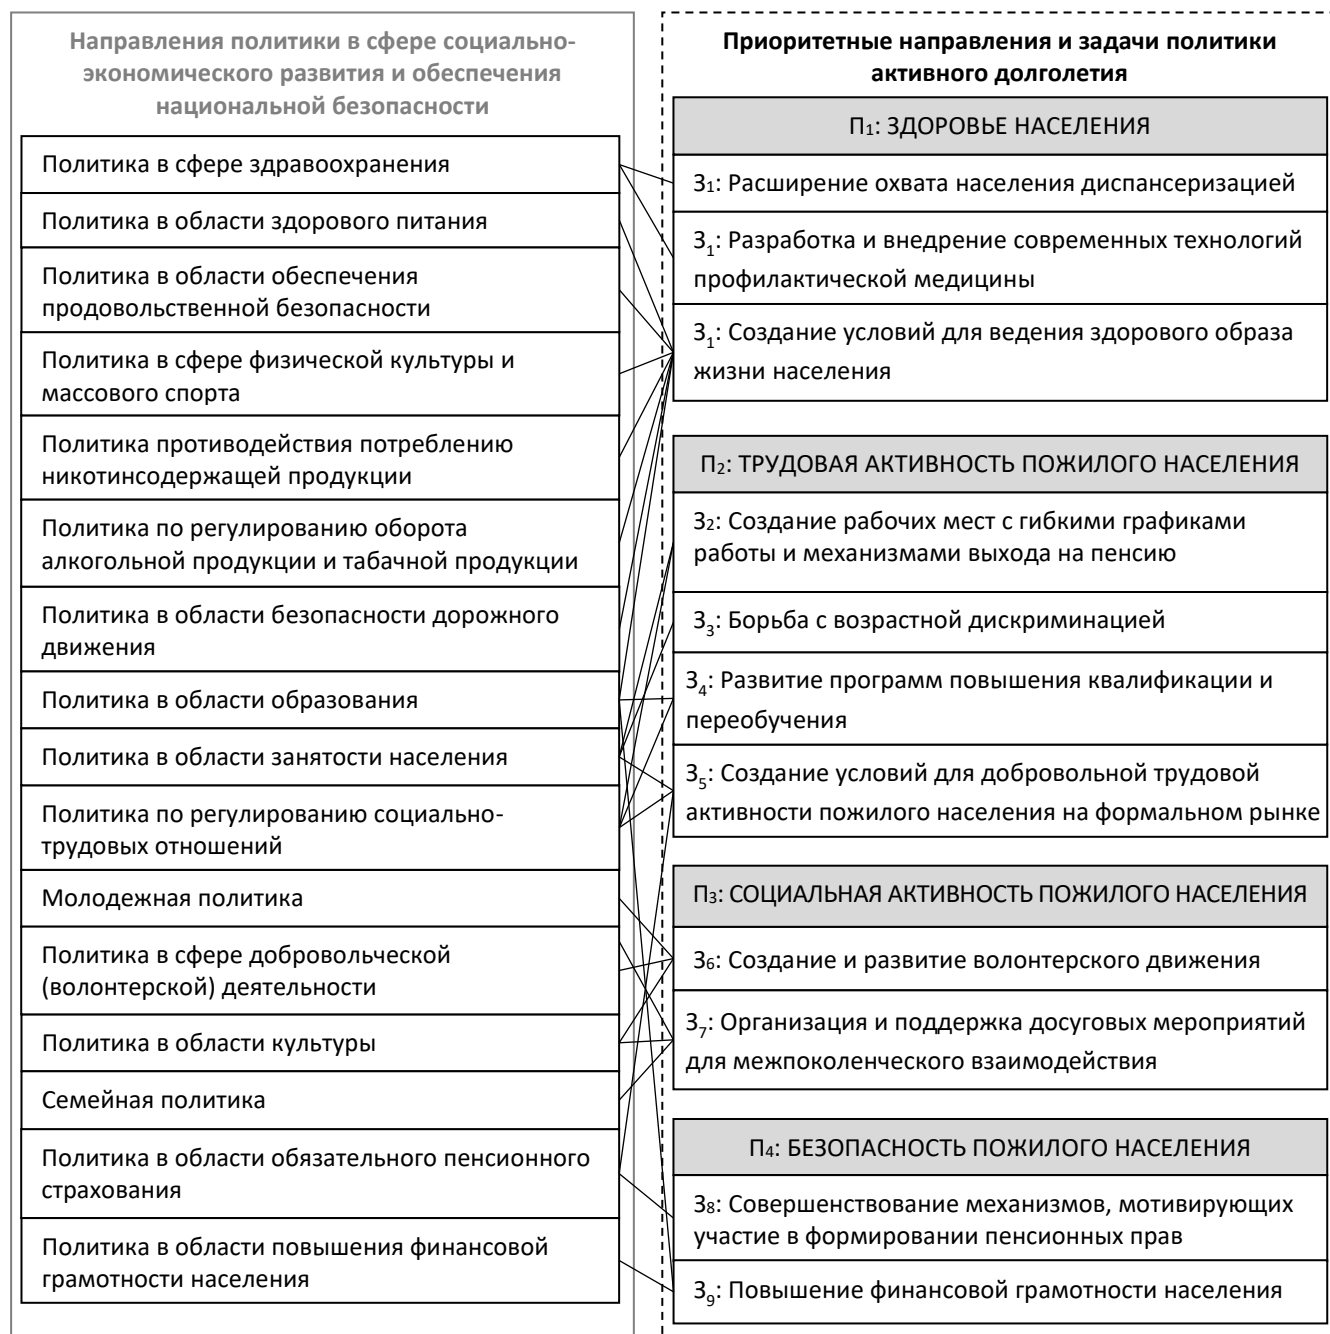 Направления политики в сфере социально-
экономического развития и обеспечения
национальной безопасности
Политика в сфере здравоохранения
Политика в области здорового питания
Политика в области обеспечения
продовольственной безопасности
Политика в сфере физической культуры и
массового спорта
Политика противодействия потреблению
никотинсодержащей продукции
Политика по регулированию оборота
алкогольной продукции и табачной продукции
Политика в области безопасности дорожного
движения
Политика в области образования
Политика в области занятости населения
Политика по регулированию социально-
трудовых отношений
Молодежная политика
Политика в сфере добровольческой
(волонтерской) деятельности
Политика в области культуры
Семейная политика
Политика в области обязательного пенсионного
страхования
Политика в области повышения финансовой
грамотности населения
Приоритетные направления и задачи политики
активного долголетия
П₁: ЗДОРОВЬЕ НАСЕЛЕНИЯ
З₁: Расширение охвата населения диспансеризацией
З₁: Разработка и внедрение современных технологий
профилактической медицины
З₁: Создание условий для ведения здорового образа
жизни населения
П₂: ТРУДОВАЯ АКТИВНОСТЬ ПОЖИЛОГО НАСЕЛЕНИЯ
З₂: Создание рабочих мест с гибкими графиками
работы и механизмами выхода на пенсию
З₃: Борьба с возрастной дискриминацией
З₄: Развитие программ повышения квалификации и
переобучения
З₅: Создание условий для добровольной трудовой
активности пожилого населения на формальном рынке
П₃: СОЦИАЛЬНАЯ АКТИВНОСТЬ ПОЖИЛОГО НАСЕЛЕНИЯ
З₆: Создание и развитие волонтерского движения
З₇: Организация и поддержка досуговых мероприятий
для межпоколенческого взаимодействия
П₄: БЕЗОПАСНОСТЬ ПОЖИЛОГО НАСЕЛЕНИЯ
З₈: Совершенствование механизмов, мотивирующих
участие в формировании пенсионных прав
З₉: Повышение финансовой грамотности населения